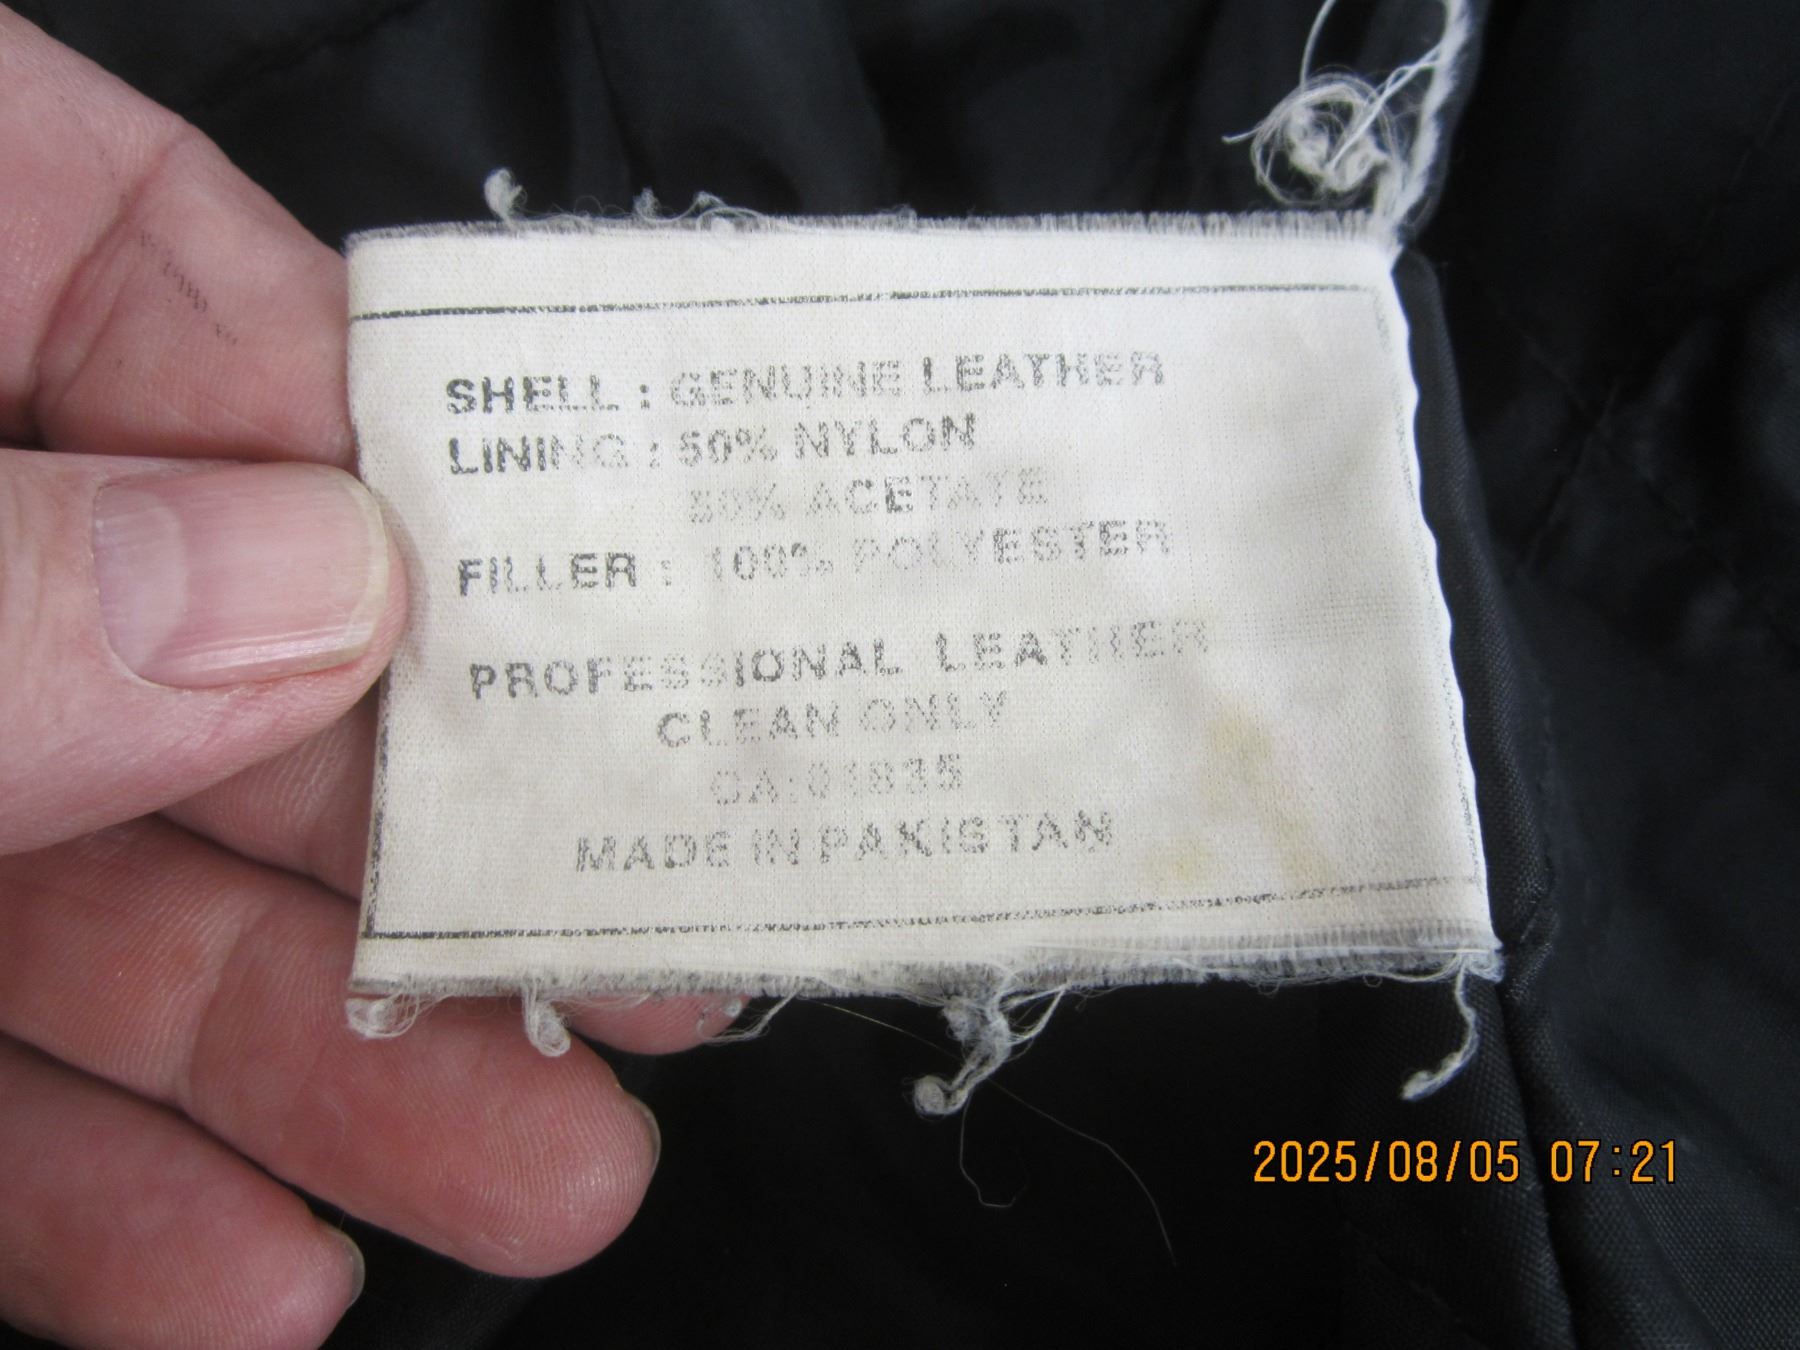 SHELL : GENUINE LEATHER
LINING : 50% NYLON
50% ACETATE
FILLER : 100% POLYESTER
PROFESSIONAL LEATHER
CLEAN ONLY
CA:01835
MADE IN PAKISTAN
2025/08/05 07:21